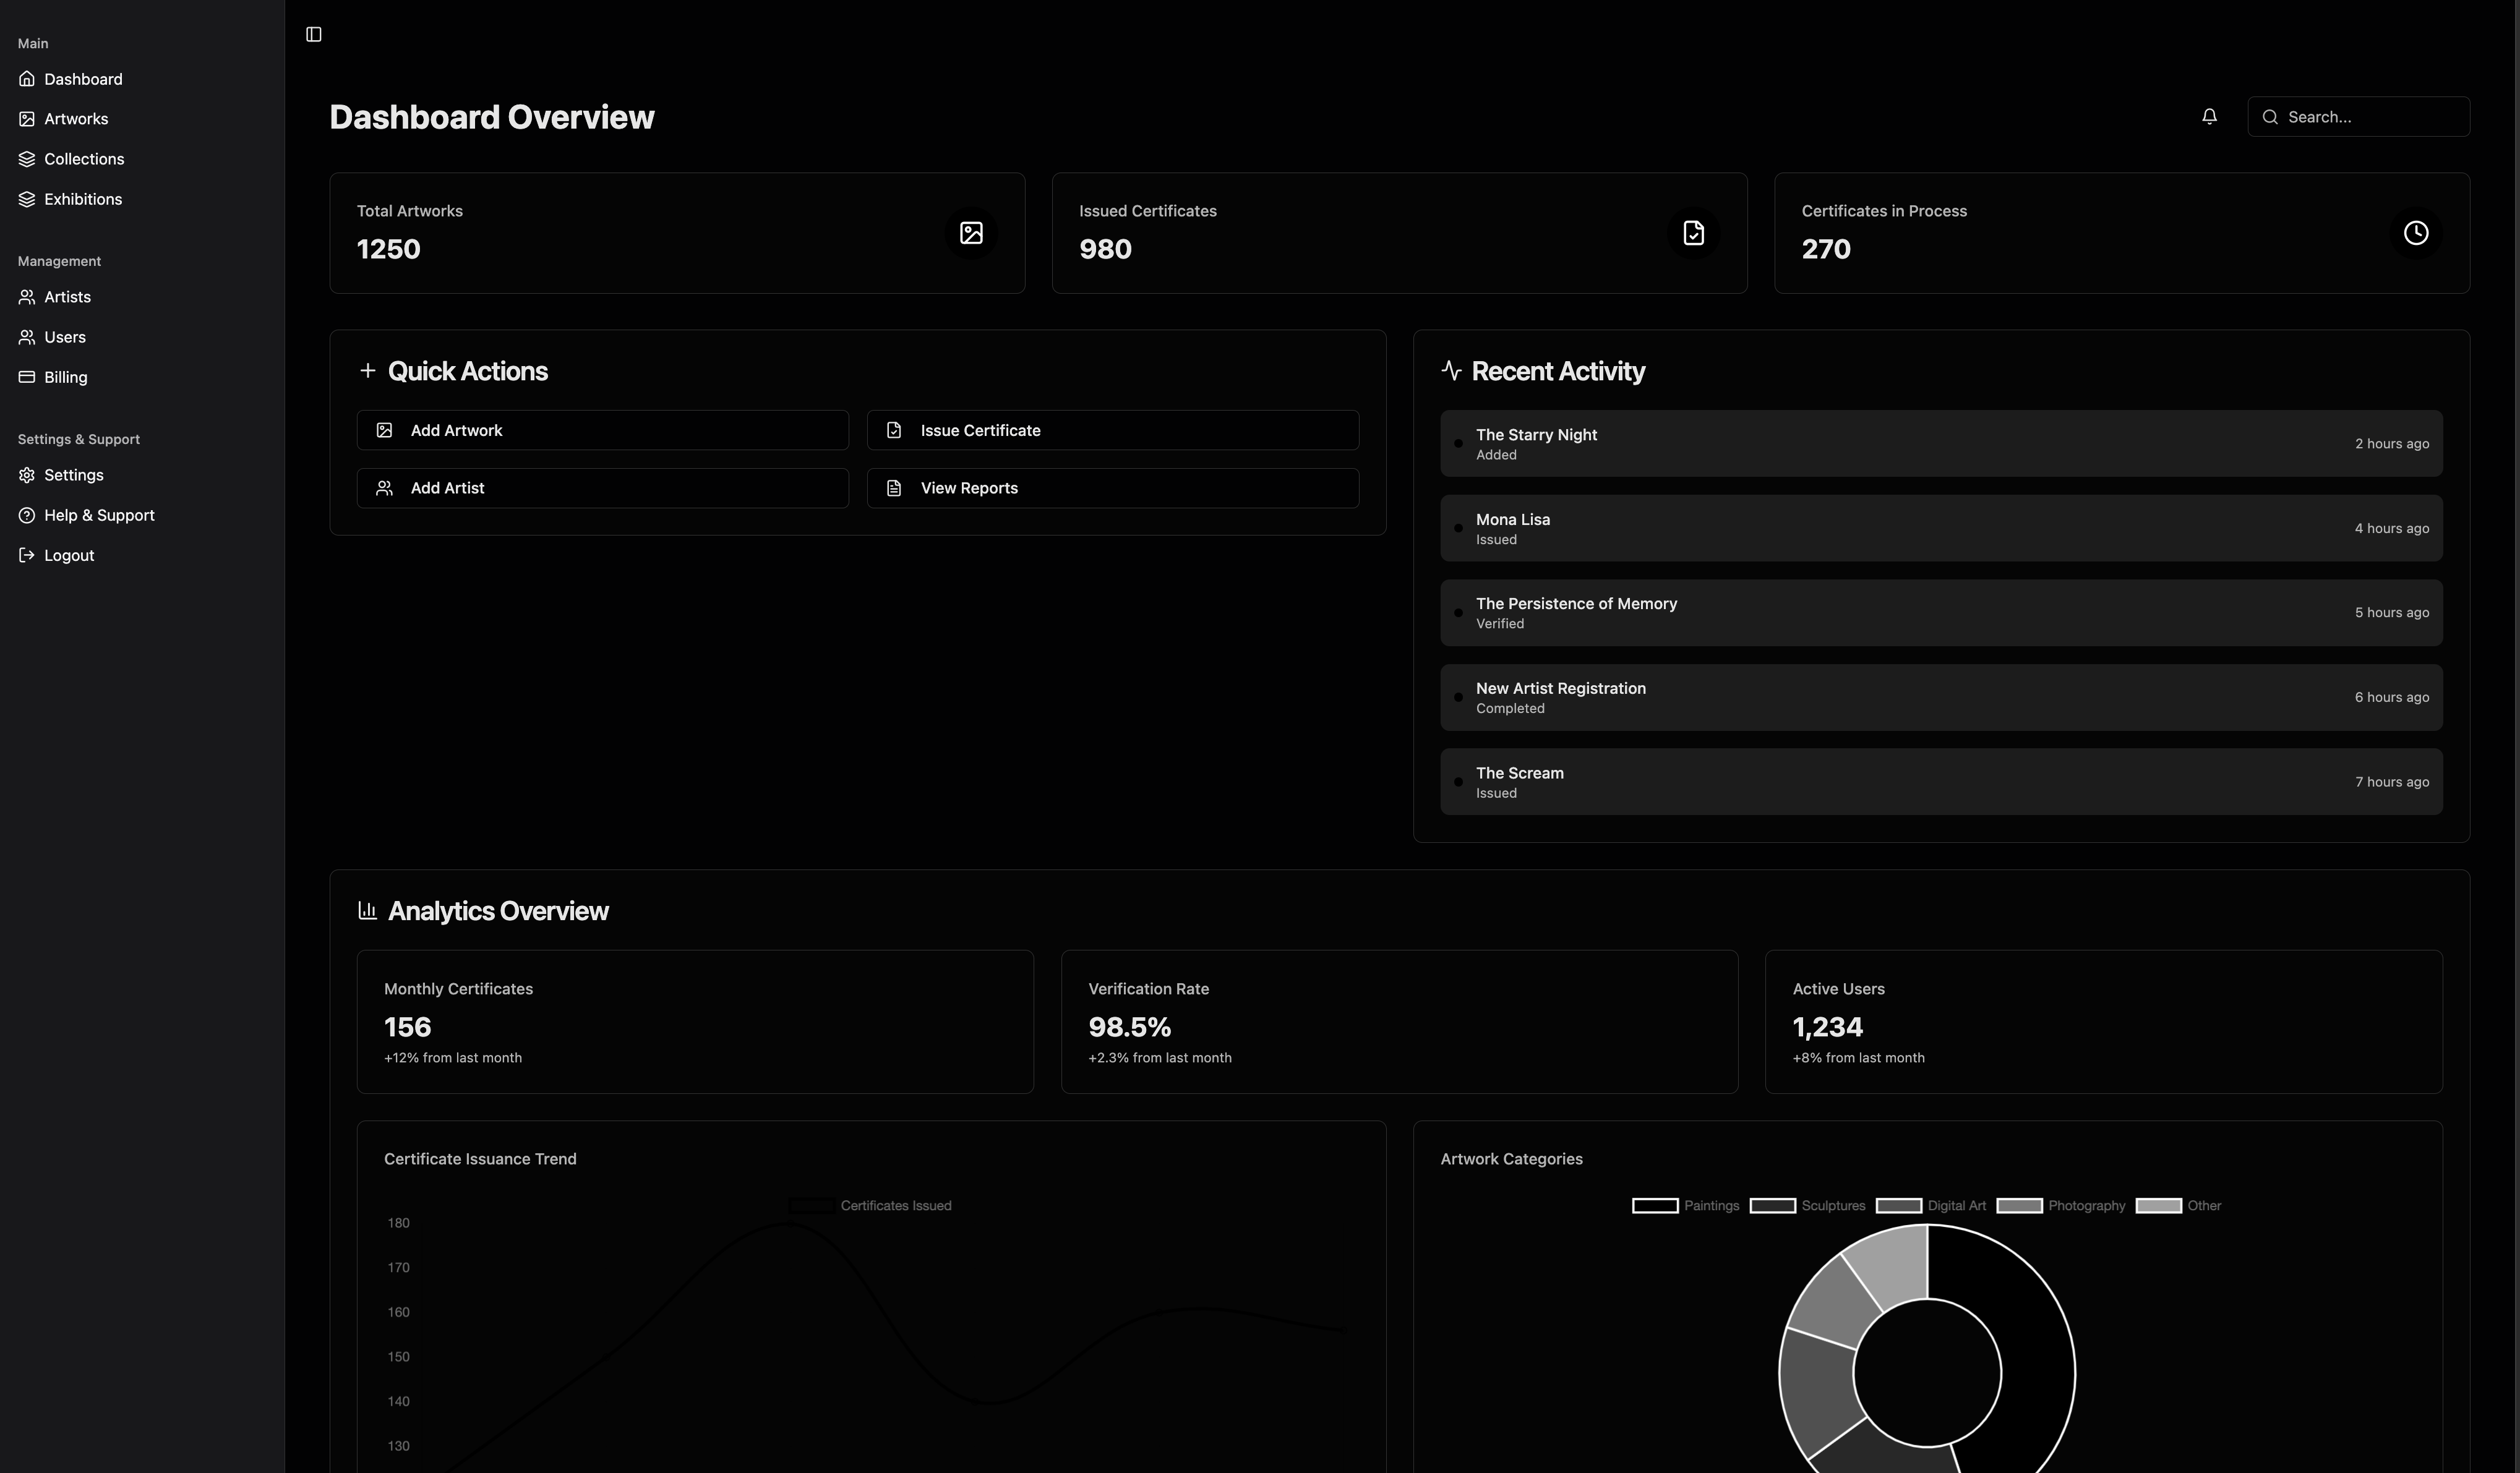 Main
Dashboard
Artworks
Collections
Exhibitions
Management
Artists
Users
Billing
Settings & Support
Settings
Help & Support
Logout
Dashboard Overview
Search...
Total Artworks
1250
Issued Certificates
980
Certificates in Process
270
Quick Actions
Add Artwork
Issue Certificate
Add Artist
View Reports
Recent Activity
The Starry Night
Added
2 hours ago
Mona Lisa
Issued
4 hours ago
The Persistence of Memory
Verified
5 hours ago
New Artist Registration
Completed
6 hours ago
The Scream
Issued
7 hours ago
Analytics Overview
Monthly Certificates
156
+12% from last month
Verification Rate
98.5%
+2.3% from last month
Active Users
1,234
+8% from last month
Certificate Issuance Trend
Certificates Issued
180
170
160
150
140
130
Artwork Categories
Paintings Sculptures Digital Art Photography Other